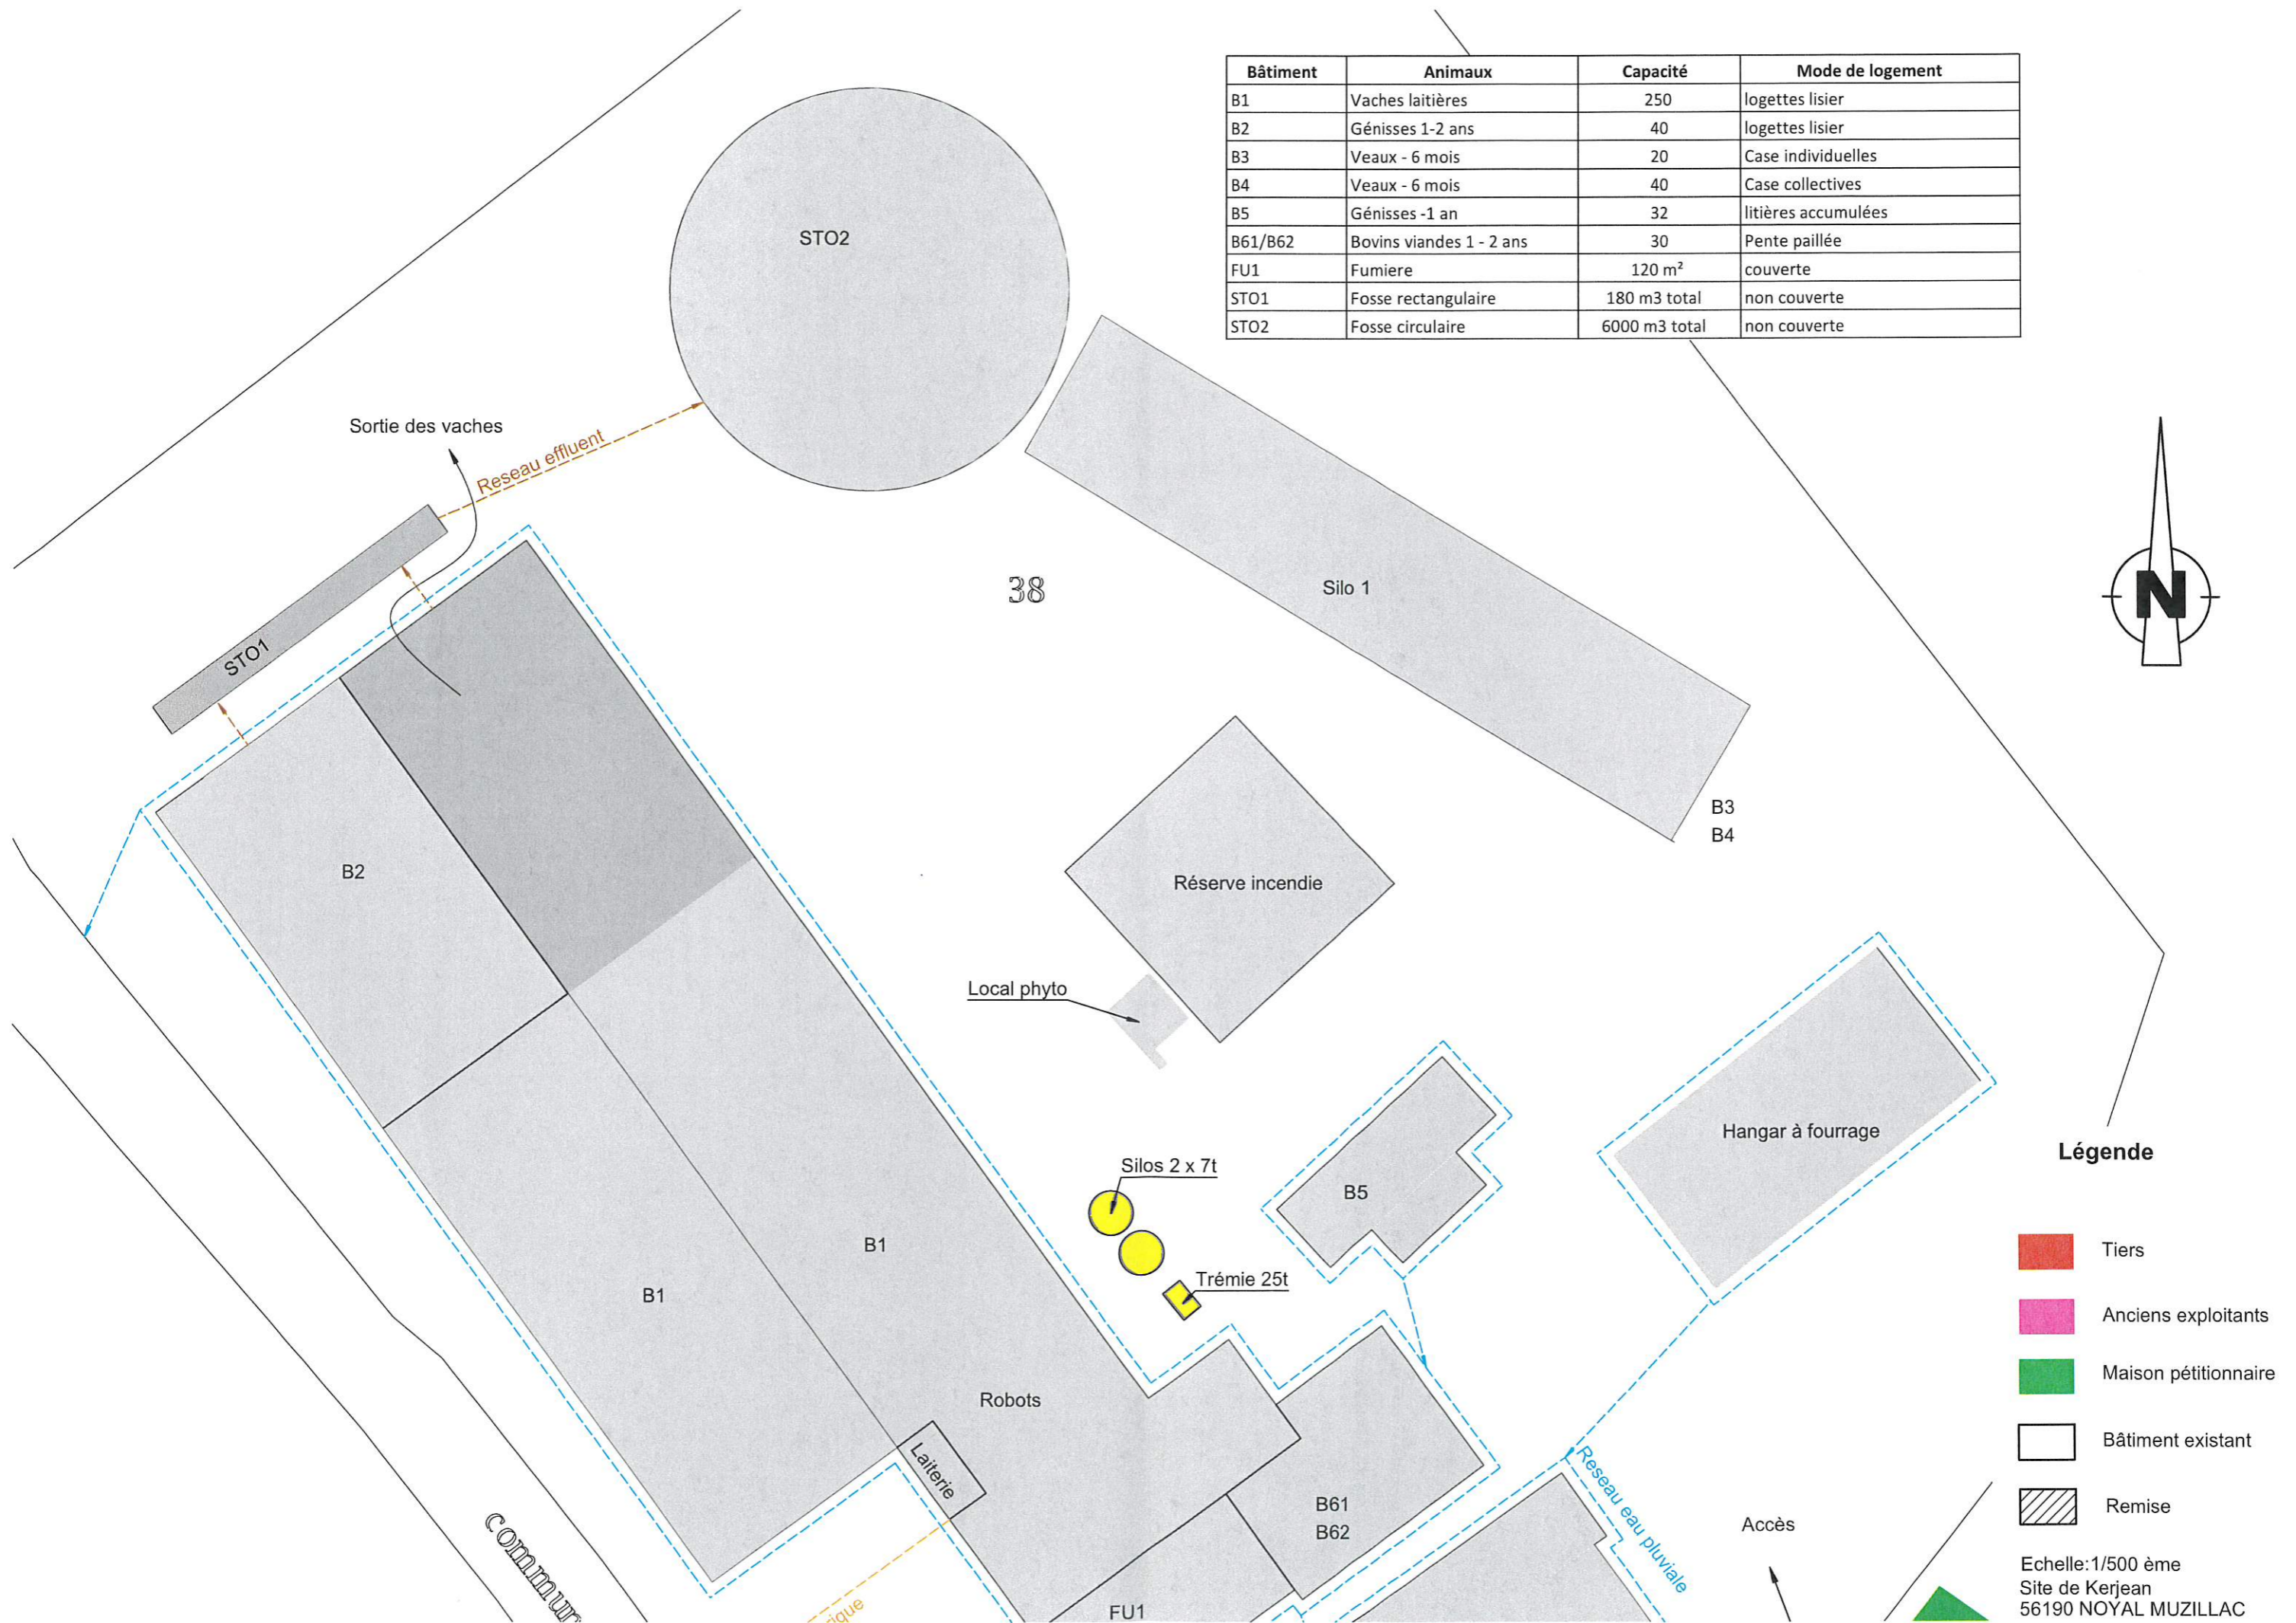 Bâtiment Animaux Capacité Mode de logement
B1 Vaches laitières 250 logettes lisier
B2 Génisses 1-2 ans 40 logettes lisier
B3 Veaux - 6 mois 20 Case individuelles
B4 Veaux - 6 mois 40 Case collectives
B5 Génisses -1 an 32 litières accumulées
B61/B62 Bovins viandes 1 - 2 ans 30 Pente paillée
FU1 Fumiere 120 m² couverte
STO1 Fosse rectangulaire 180 m3 total non couverte
STO2 Fosse circulaire 6000 m3 total non couverte
STO2
Sortie des vaches
Reseau effluent
N
38
Silo 1
STO1
B3
B4
B2
Réserve incendie
Local phyto
Hangar à fourrage
Silos 2 x 7t
B5
B1
Trémie 25t
B1
Robots
Laiterie
B61
B62
Reseau eau pluviale
Accès
FU1
Légende
Tiers
Anciens exploitants
Maison pétitionnaire
Bâtiment existant
Remise
Echelle:1/500 ème
Site de Kerjean
56190 NOYAL MUZILLAC